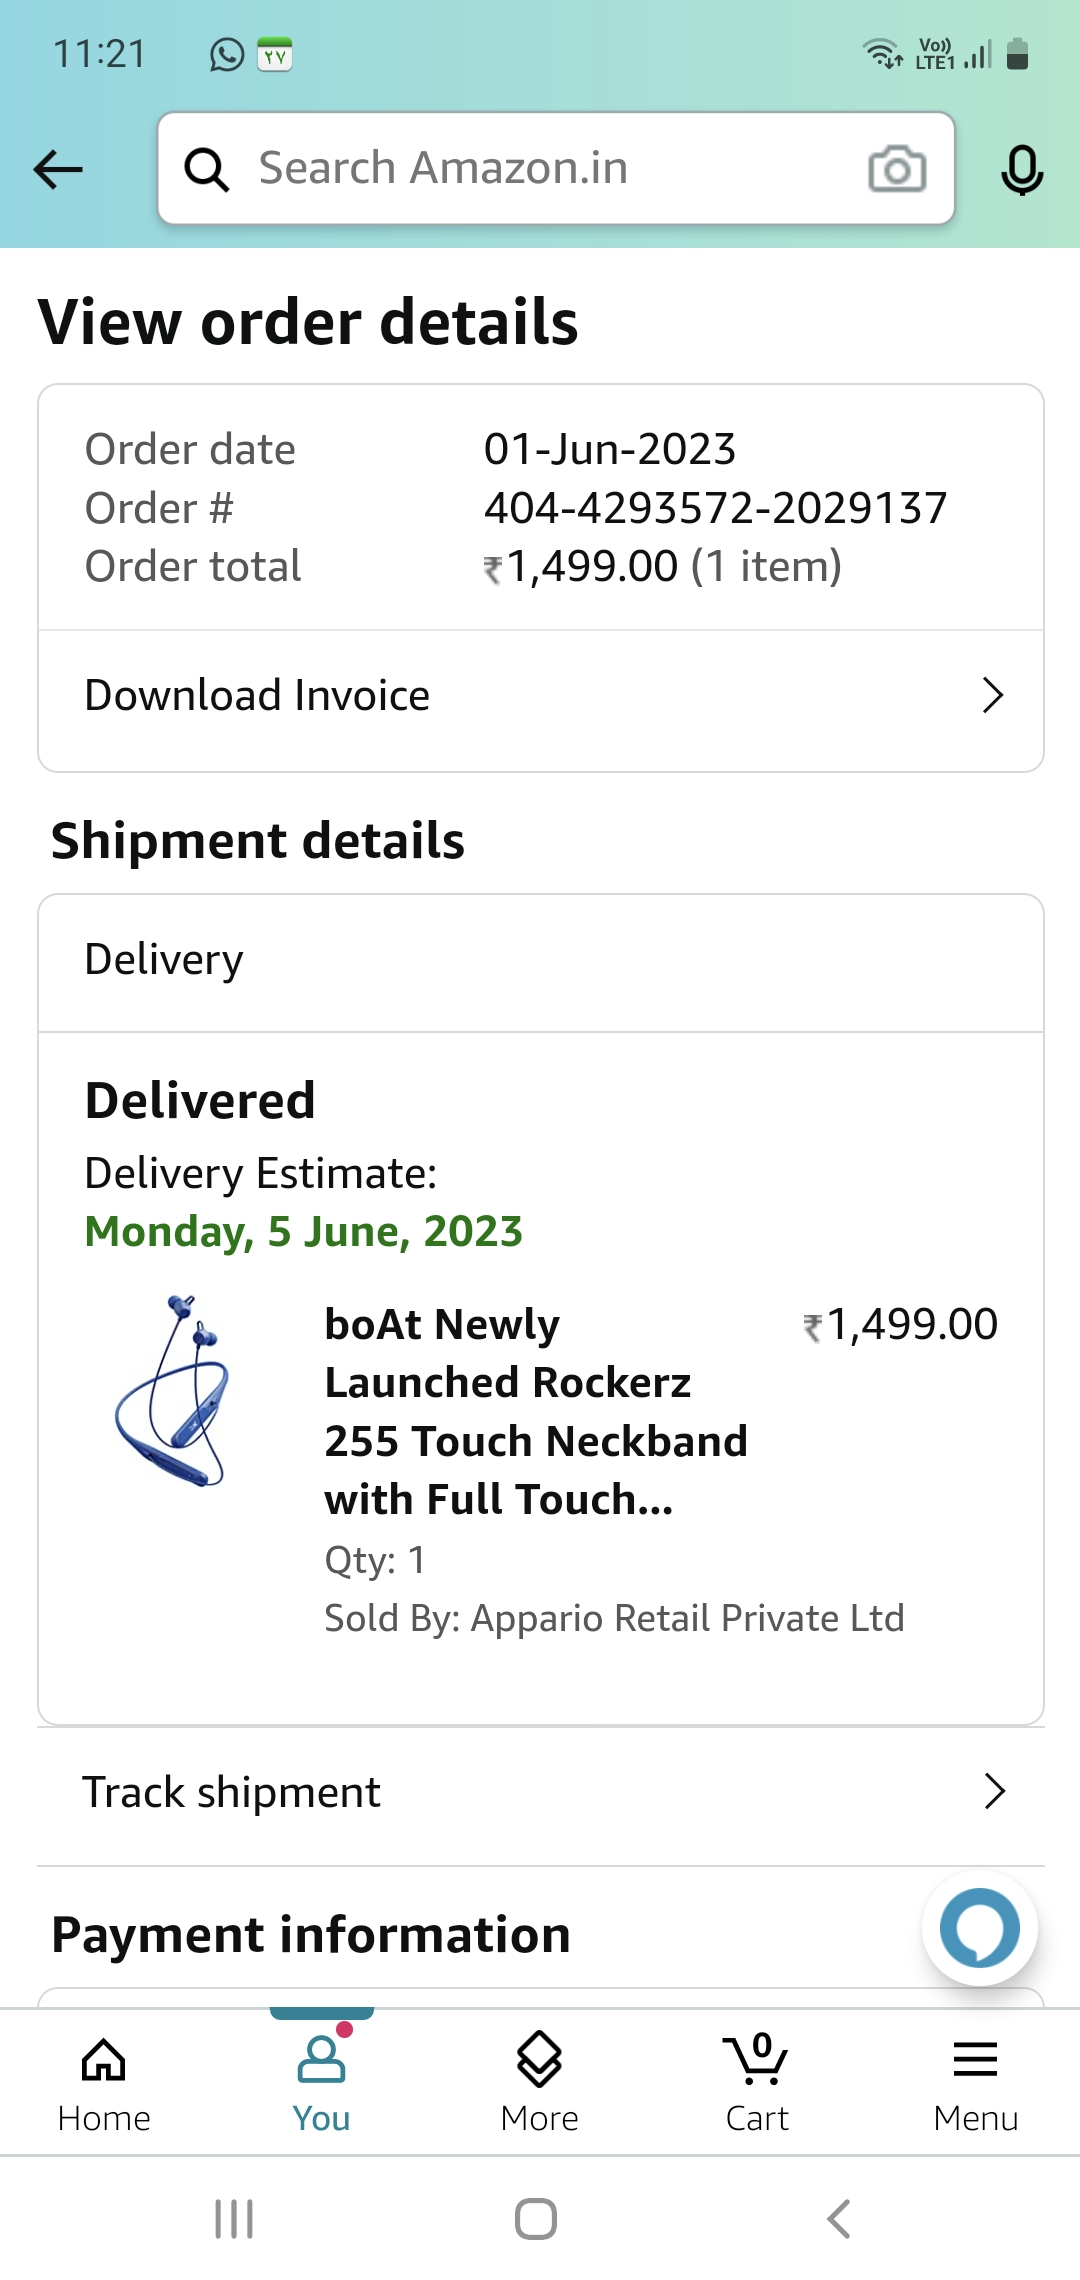 11:21
۲۷
Vo))
LTE1
Search Amazon.in
View order details
Order date 01-Jun-2023
Order # 404-4293572-2029137
Order total ₹1,499.00 (1 item)
Download Invoice
Shipment details
Delivery
Delivered
Delivery Estimate:
Monday, 5 June, 2023
boAt Newly ₹1,499.00
Launched Rockerz
255 Touch Neckband
with Full Touch...
Qty: 1
Sold By: Appario Retail Private Ltd
Track shipment
Payment information
0
Home You More Cart Menu